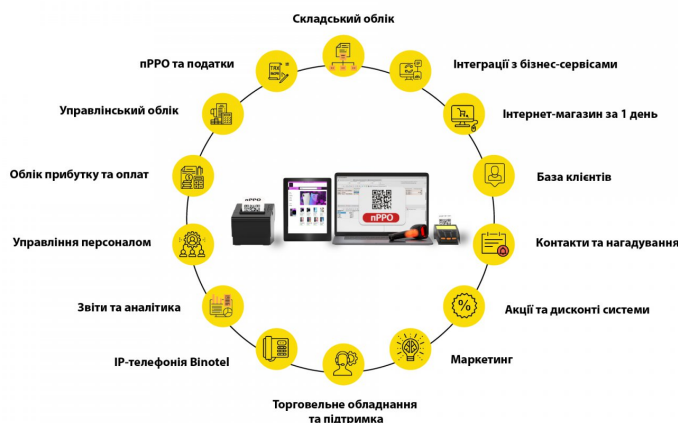 Складський облік
Інтеграції з бізнес-сервісами
Інтернет-магазин за 1 день
База клієнтів
Контакти та нагадування
Акції та дисконті системи
Маркетинг
Торговельне обладнання
та підтримка
IP-телефонія Binotel
Звіти та аналітика
Управління персоналом
Облік прибутку та оплат
Управлінський облік
пРРО та податки
TAX
NOW
пРРО
пРРО